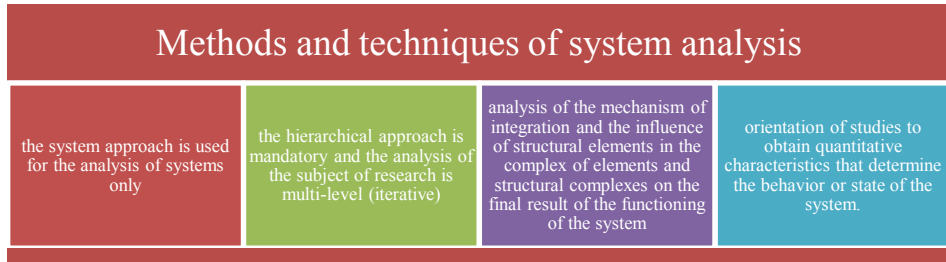 Methods and techniques of system analysis
the system approach is used
for the analysis of systems
only
the hierarchical approach is
mandatory and the analysis of
the subject of research is
multi-level (iterative)
analysis of the mechanism of
integration and the influence
of structural elements in the
complex of elements and
structural complexes on the
final result of the functioning
of the system
orientation of studies to
obtain quantitative
characteristics that determine
the behavior or state of the
system.